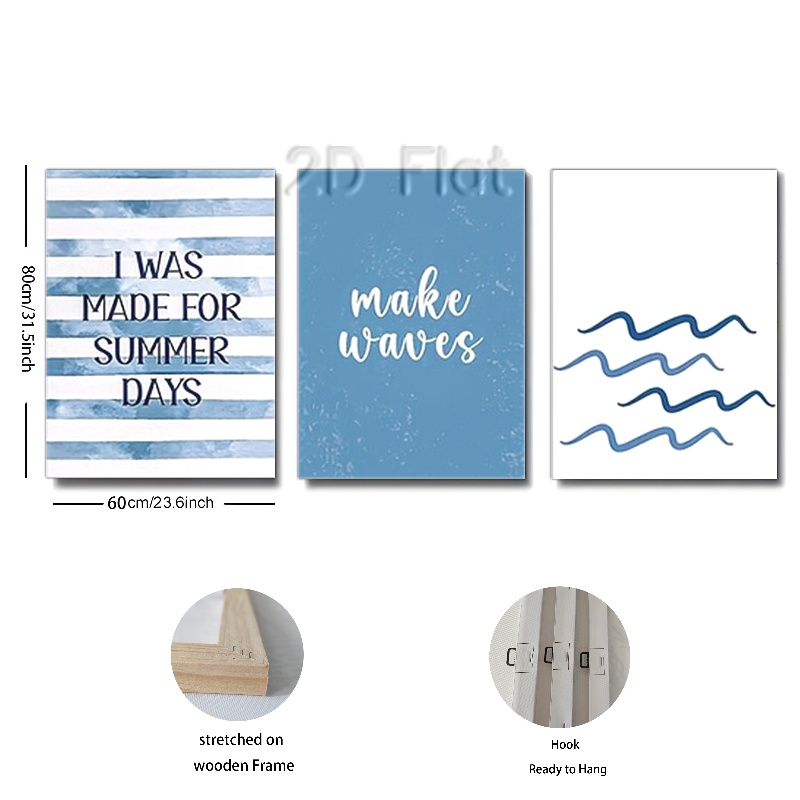 2D Flat
I WAS
MADE FOR
SUMMER
DAYS
make
waves
80cm/31.5inch
60cm/23.6inch
stretched on
wooden Frame
Hook
Ready to Hang